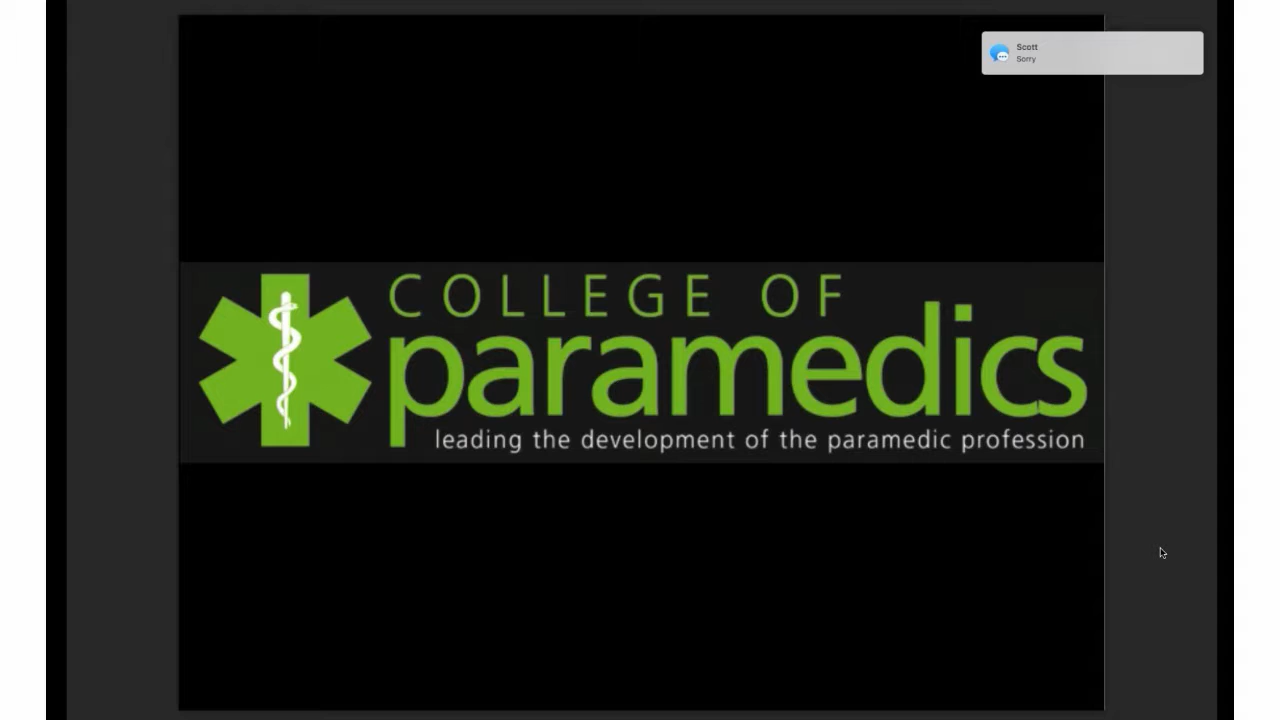 Scott
Sorry
COLLEGE OF
paramedics
leading the development of the paramedic profession